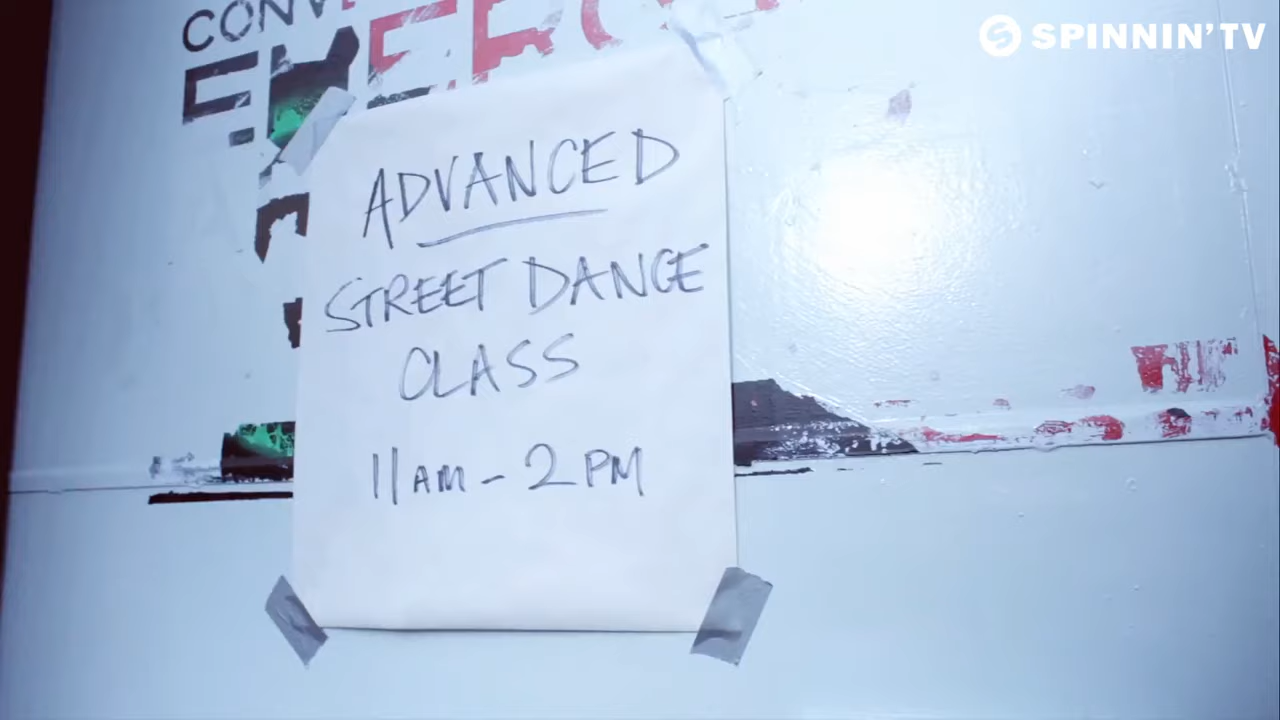 SPINNIN' TV
ADVANCED
STREET DANCE
CLASS
11AM - 2PM